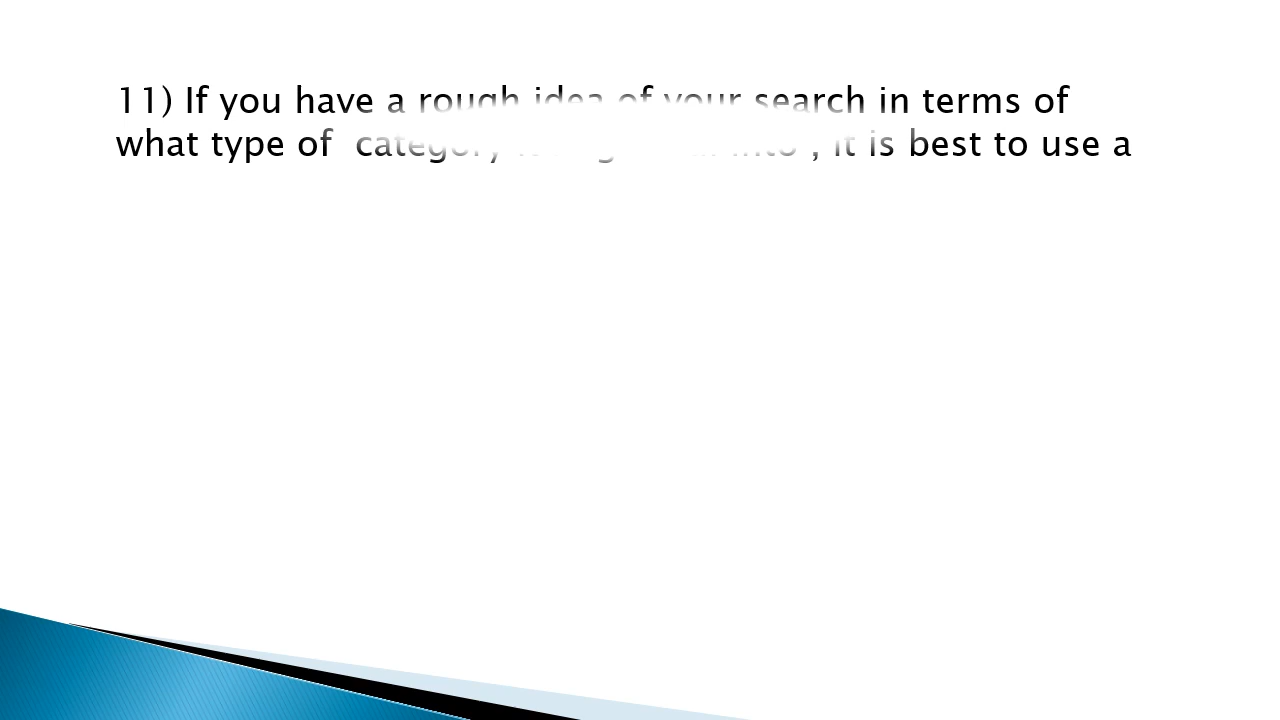 11) If you have a rough idea of your search in terms of
what type of category into , it is best to use a